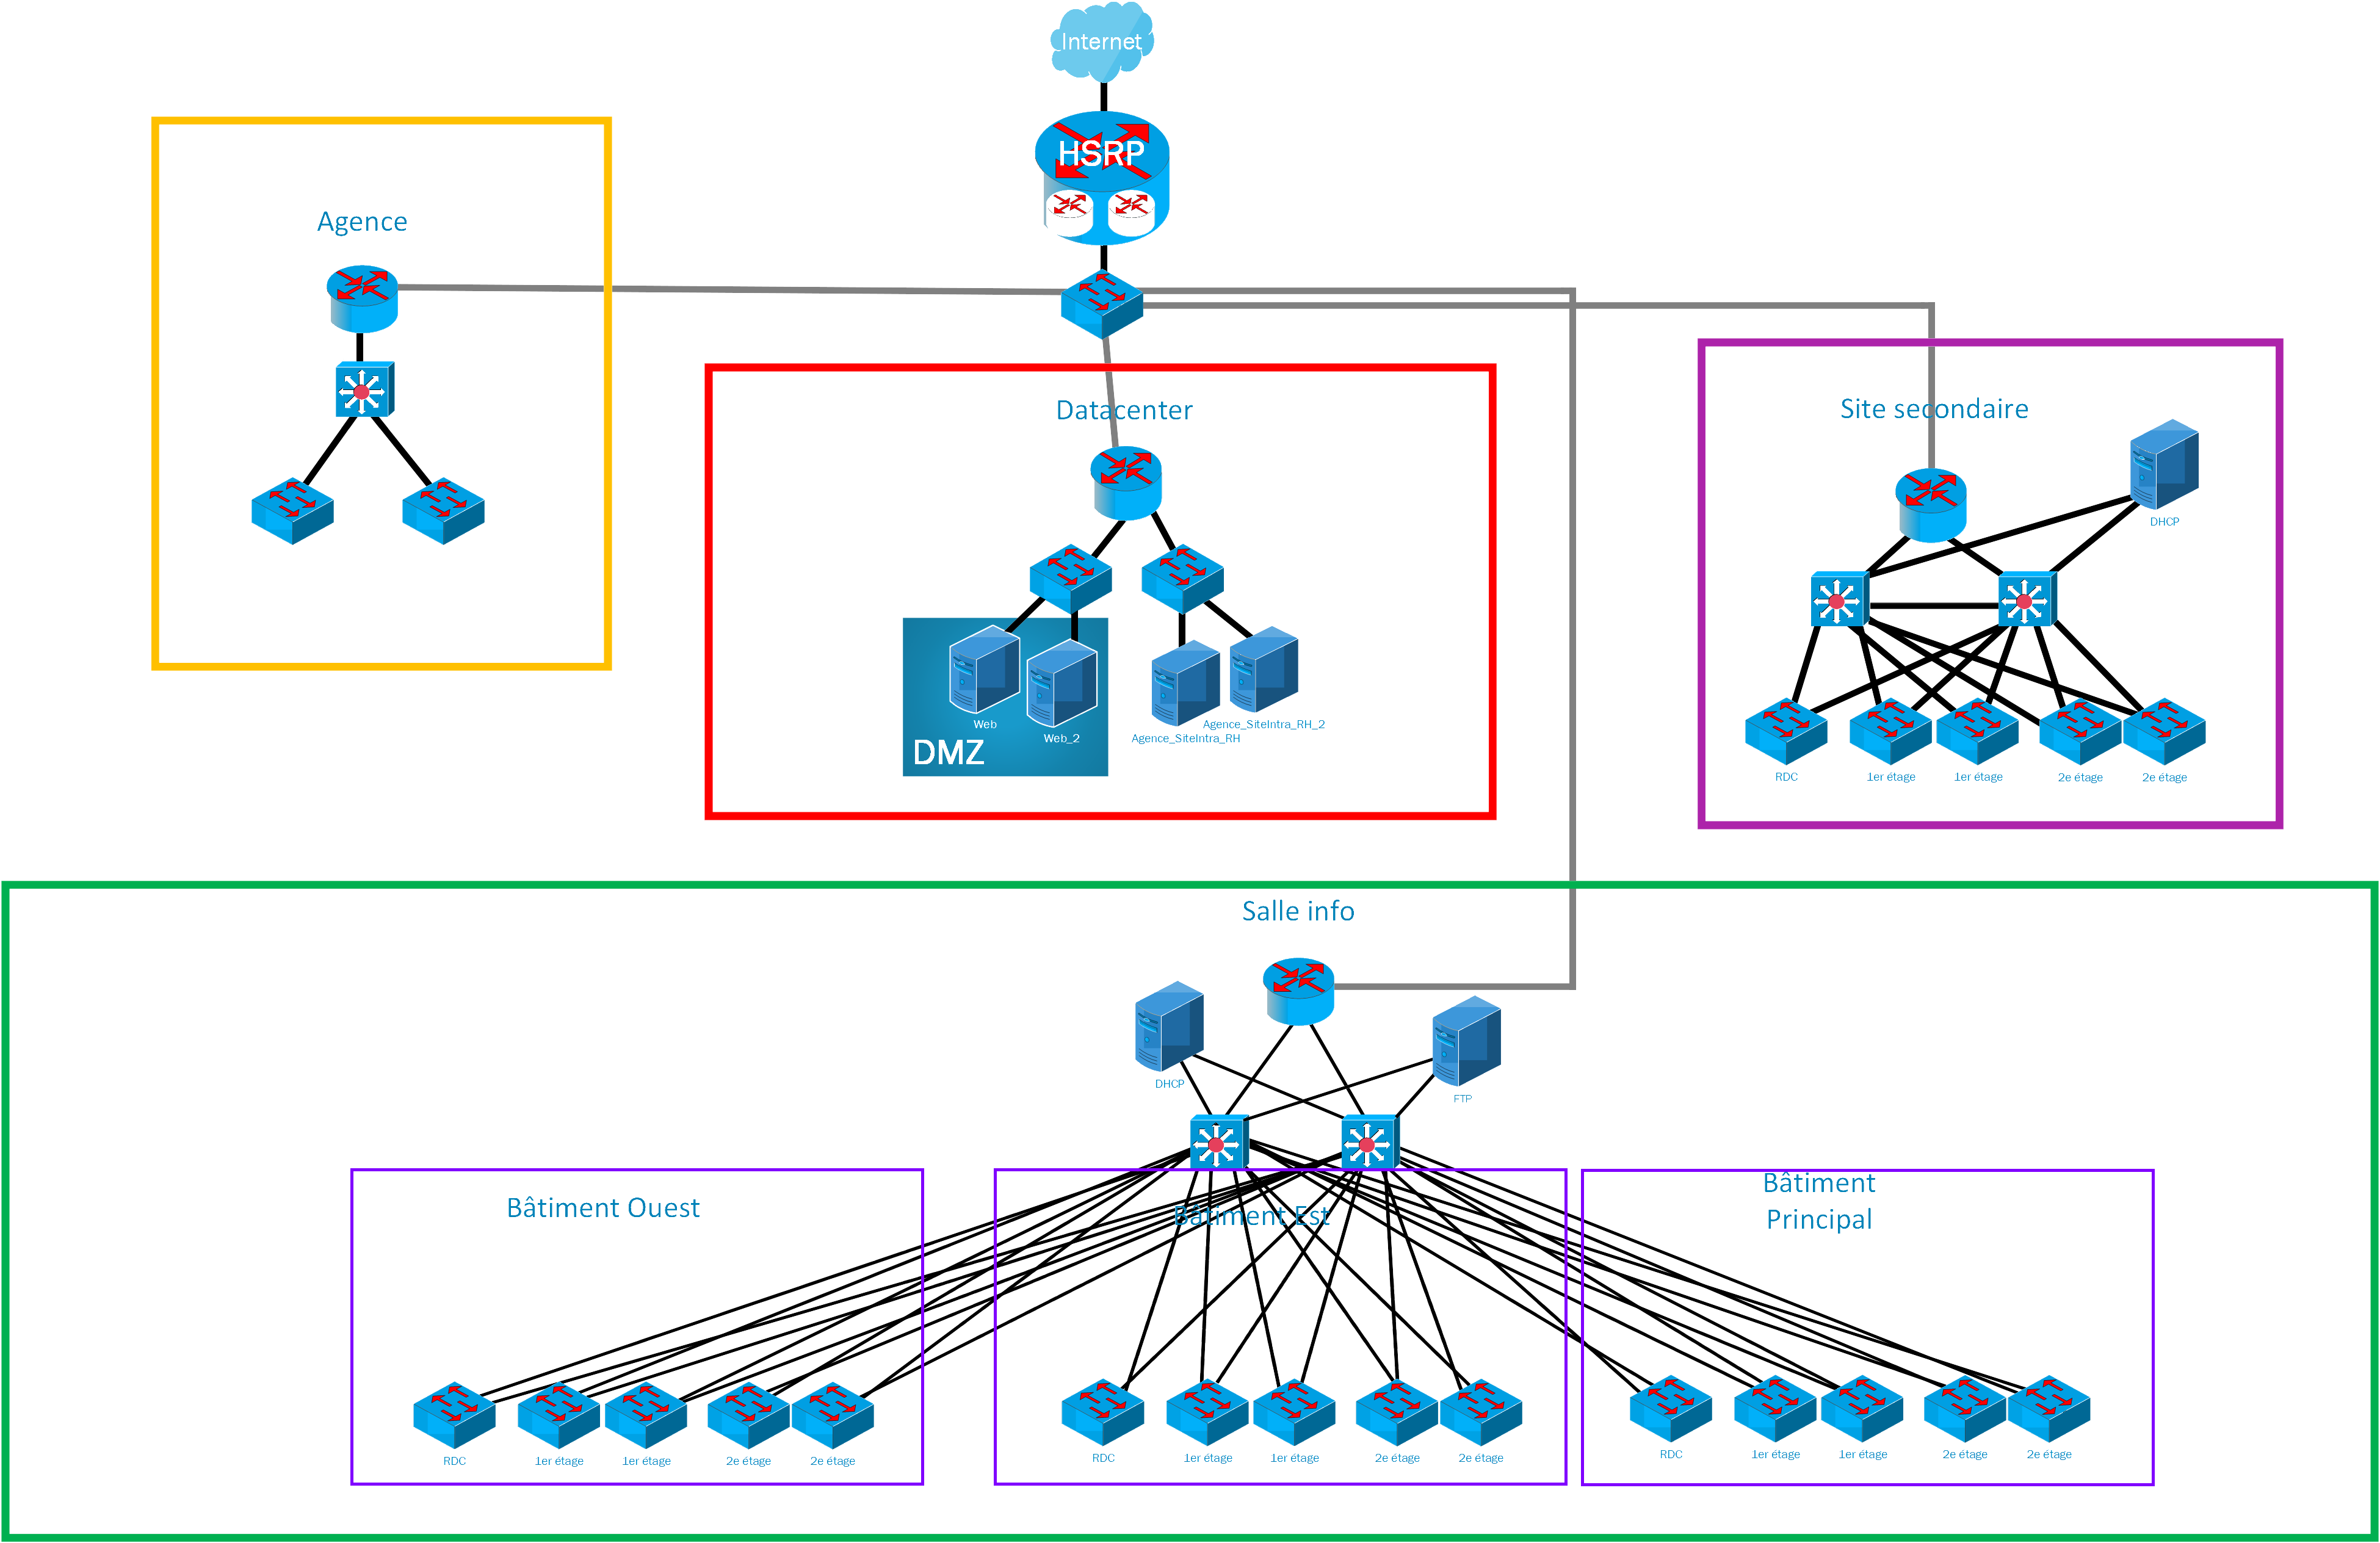 Internet
HSRP
Agence
Datacenter
Site secondaire
DHCP
Web
Web_2
DMZ
Agence_SiteIntra_RH_2
Agence_SiteIntra_RH
RDC
1er étage
1er étage
2e étage
2e étage
Salle info
DHCP
FTP
Bâtiment Ouest
Bâtiment Est
Bâtiment
Principal
RDC
1er étage
1er étage
2e étage
2e étage
RDC
1er étage
1er étage
2e étage
2e étage
RDC
1er étage
1er étage
2e étage
2e étage